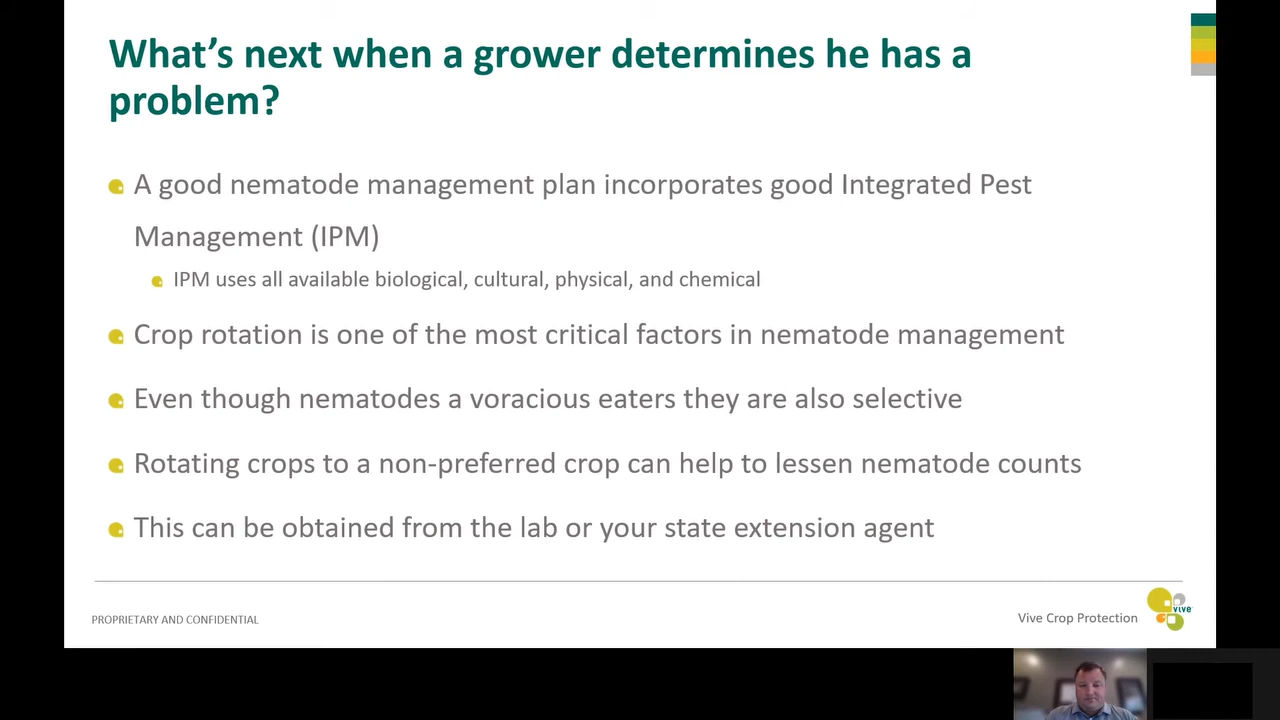 What's next when a grower determines he has a
problem?
A good nematode management plan incorporates good Integrated Pest
Management (IPM)
IPM uses all available biological, cultural, physical, and chemical
Crop rotation is one of the most critical factors in nematode management
Even though nematodes a voracious eaters they are also selective
Rotating crops to a non-preferred crop can help to lessen nematode counts
This can be obtained from the lab or your state extension agent
PROPRIETARY AND CONFIDENTIAL
Vive Crop Protection
vive